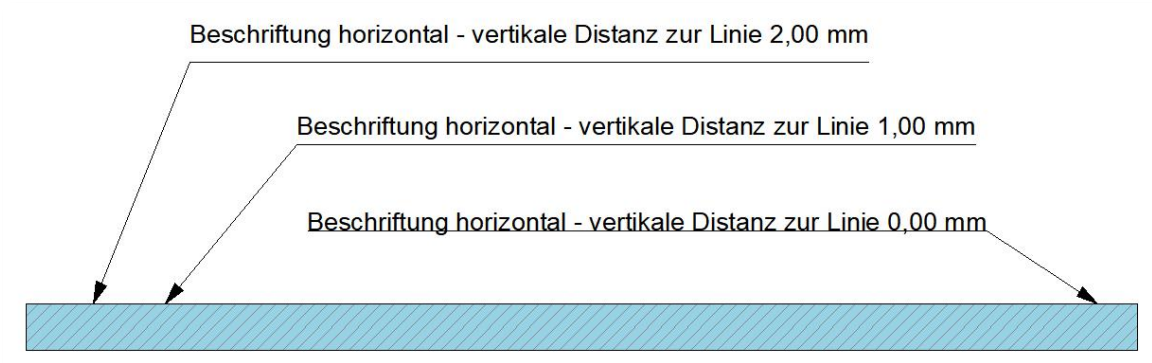 Beschriftung horizontal - vertikale Distanz zur Linie 2,00 mm
Beschriftung horizontal - vertikale Distanz zur Linie 1,00 mm
Beschriftung horizontal - vertikale Distanz zur Linie 0,00 mm